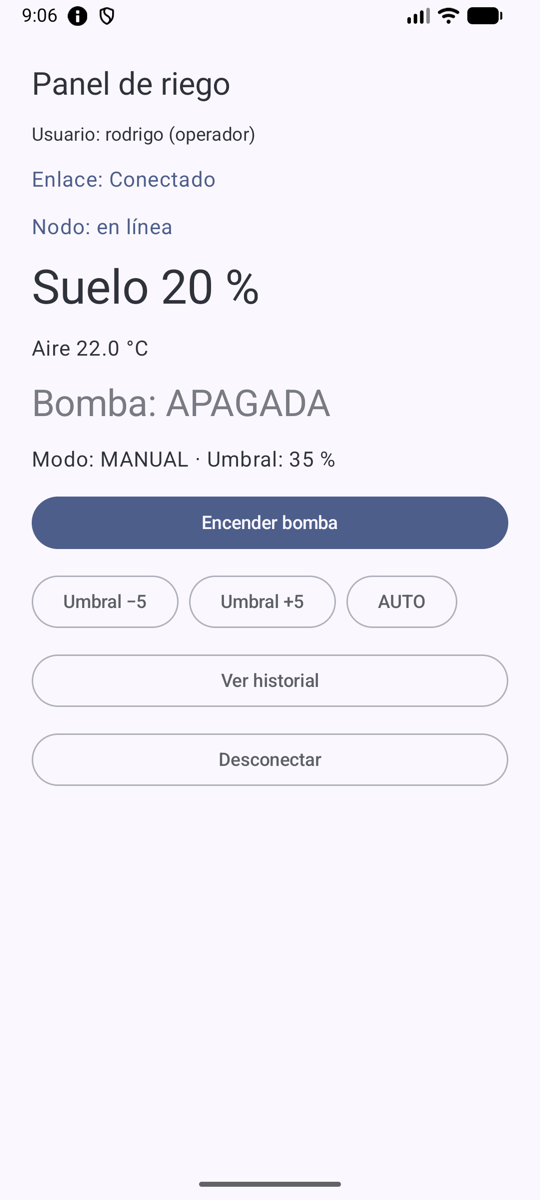 9:06
Panel de riego
Usuario: rodrigo (operador)
Enlace: Conectado
Nodo: en línea
Suelo 20 %
Aire 22.0 °C
Bomba: APAGADA
Modo: MANUAL · Umbral: 35 %
Encender bomba
Umbral −5 Umbral +5 AUTO
Ver historial
Desconectar